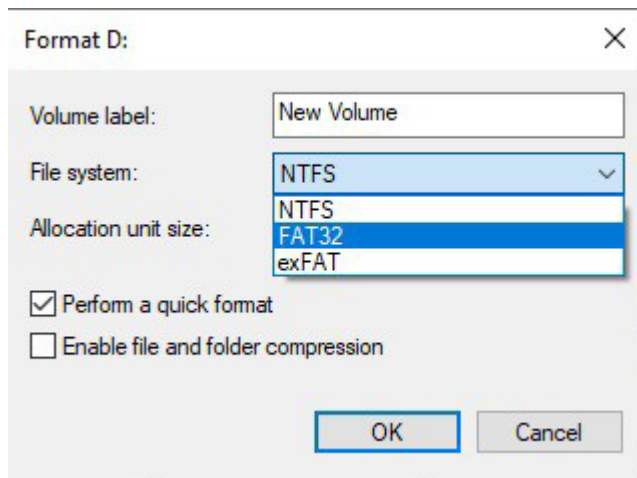 Format D:
Volume label: New Volume
File system: NTFS
NTFS
Allocation unit size: FAT32
exFAT
Perform a quick format
Enable file and folder compression
OK Cancel